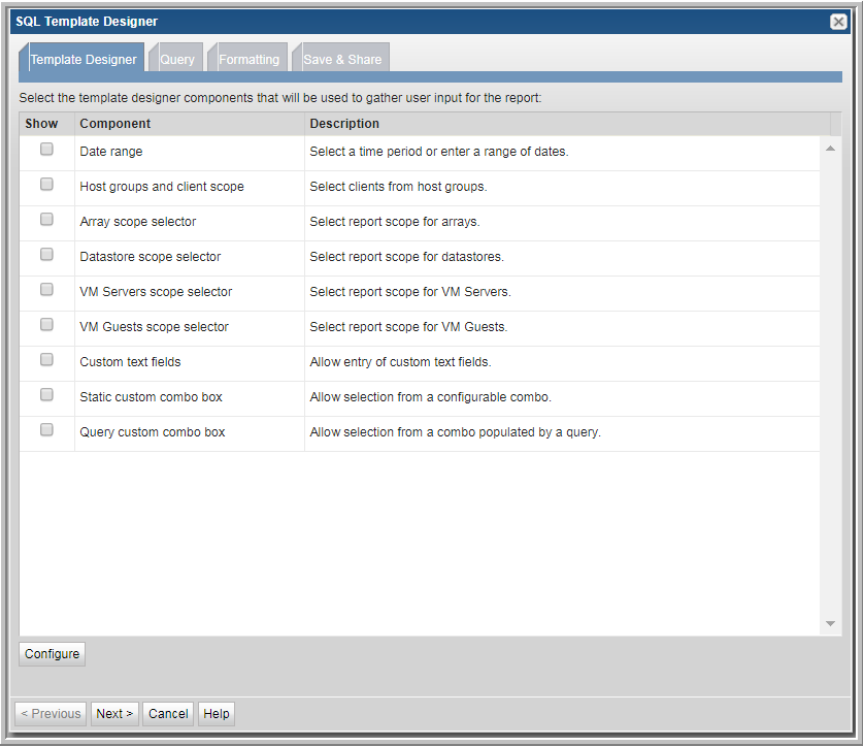 SQL Template Designer
Template Designer Query Formatting Save & Share
Select the template designer components that will be used to gather user input for the report:
Show Component Description
Date range Select a time period or enter a range of dates.
Host groups and client scope Select clients from host groups.
Array scope selector Select report scope for arrays.
Datastore scope selector Select report scope for datastores.
VM Servers scope selector Select report scope for VM Servers.
VM Guests scope selector Select report scope for VM Guests.
Custom text fields Allow entry of custom text fields.
Static custom combo box Allow selection from a configurable combo.
Query custom combo box Allow selection from a combo populated by a query.
Configure
< Previous Next > Cancel Help